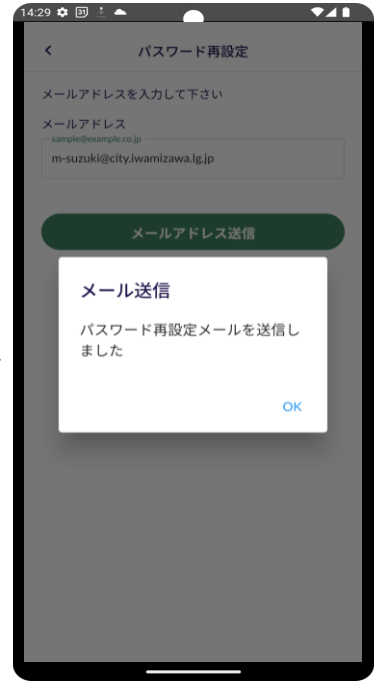 14:29
31
パスワード再設定
メールアドレスを入力して下さい
メールアドレス
sample@example.co.jp
m-suzuki@city.iwamizawa.lg.jp
メールアドレス送信
メール送信
パスワード再設定メールを送信し
ました
OK